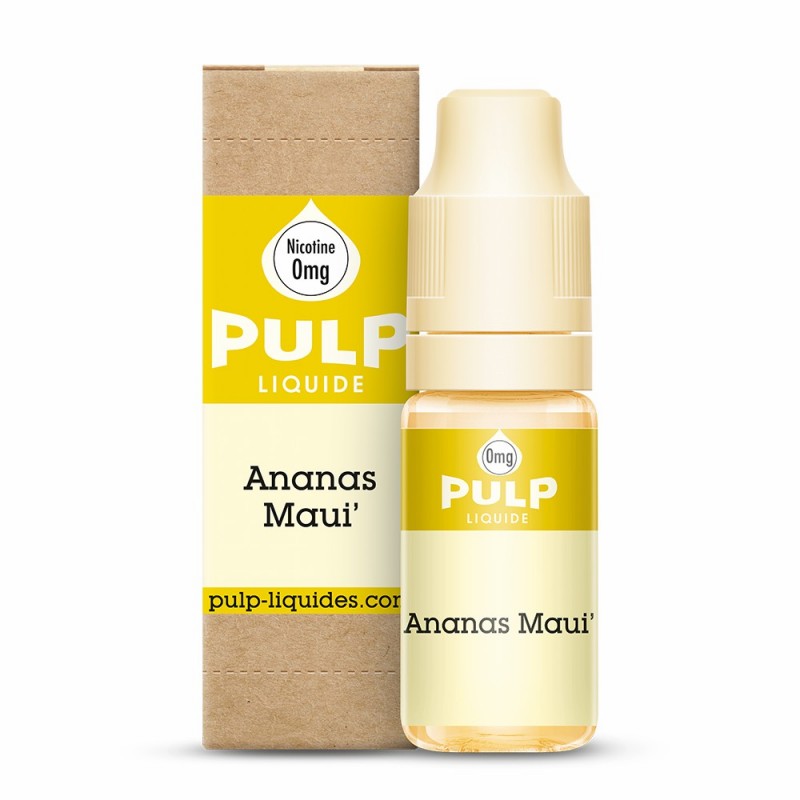 Nicotine
0mg
PULP
LIQUIDE
Ananas
Maui’
pulp-liquides.com
0mg
PULP
LIQUIDE
Ananas Maui’